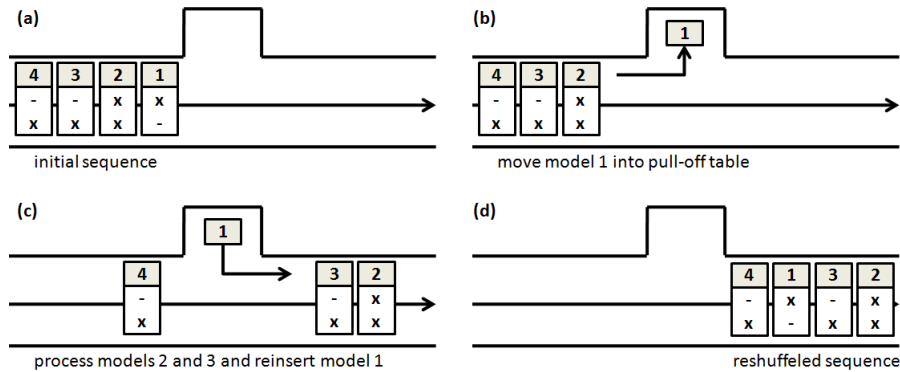 (a)
1
4 3 2 1
- - x x
x x x -
initial sequence
(b)
1
4 3 2
- - x
x x x
move model 1 into pull-off table
(c)
1
4 3 2
- - x
x x x
process models 2 and 3 and reinsert model 1
(d)
4 1 3 2
- x - x
x - x x
reshuffeled sequence